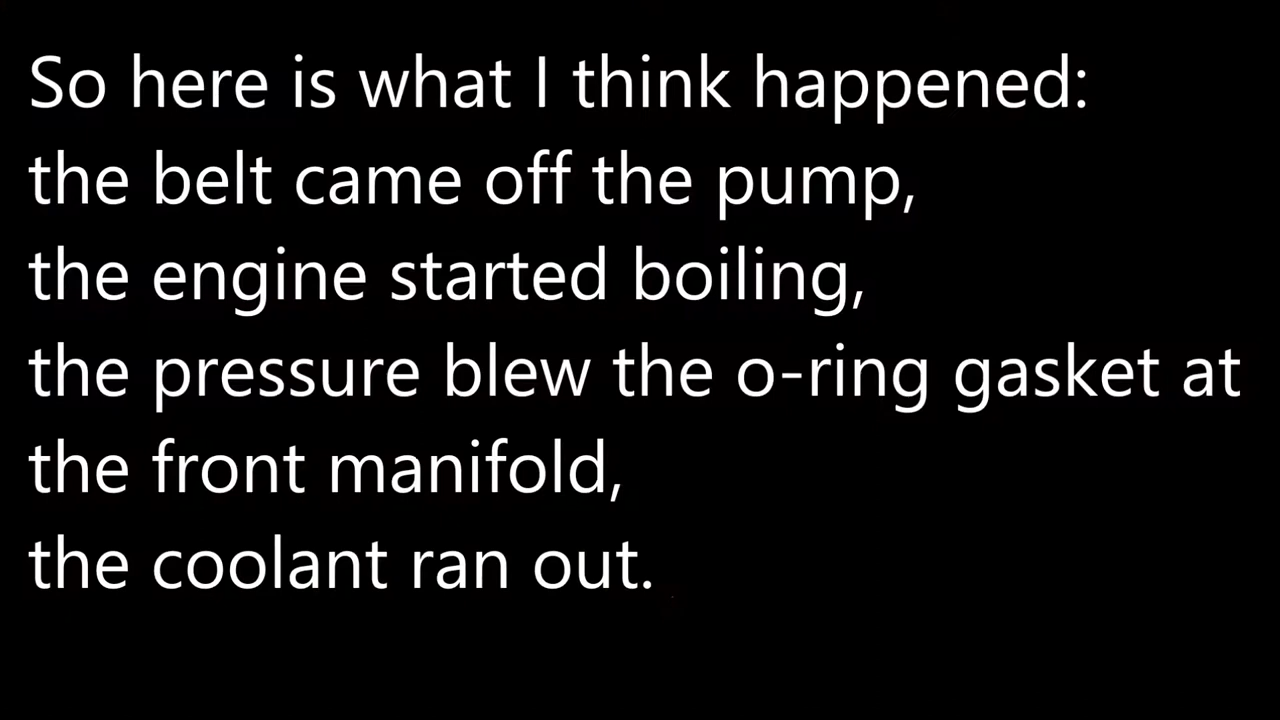 So here is what I think happened:
the belt came off the pump,
the engine started boiling,
the pressure blew the o-ring gasket at
the front manifold,
the coolant ran out.